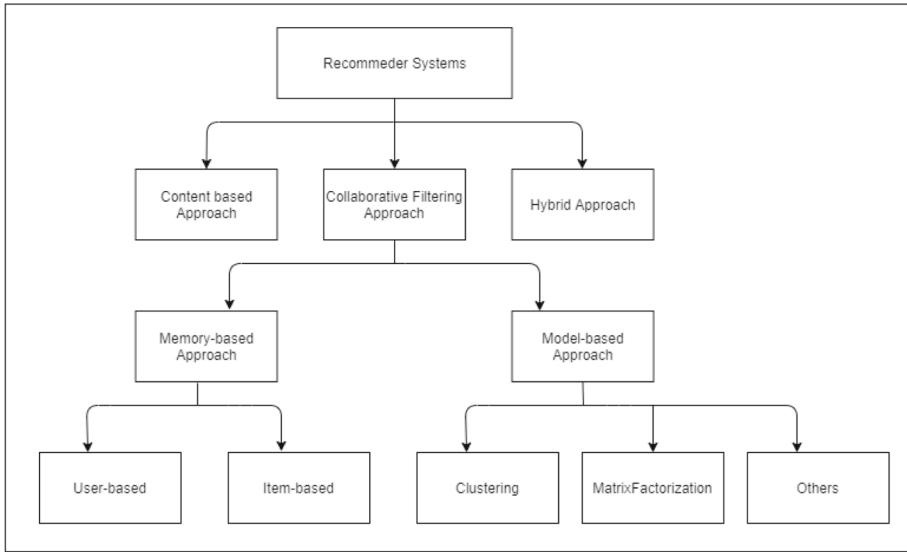 Recommeder Systems
Content based
Approach
Collaborative Filtering
Approach
Hybrid Approach
Memory-based
Approach
Model-based
Approach
User-based
Item-based
Clustering
MatrixFactorization
Others